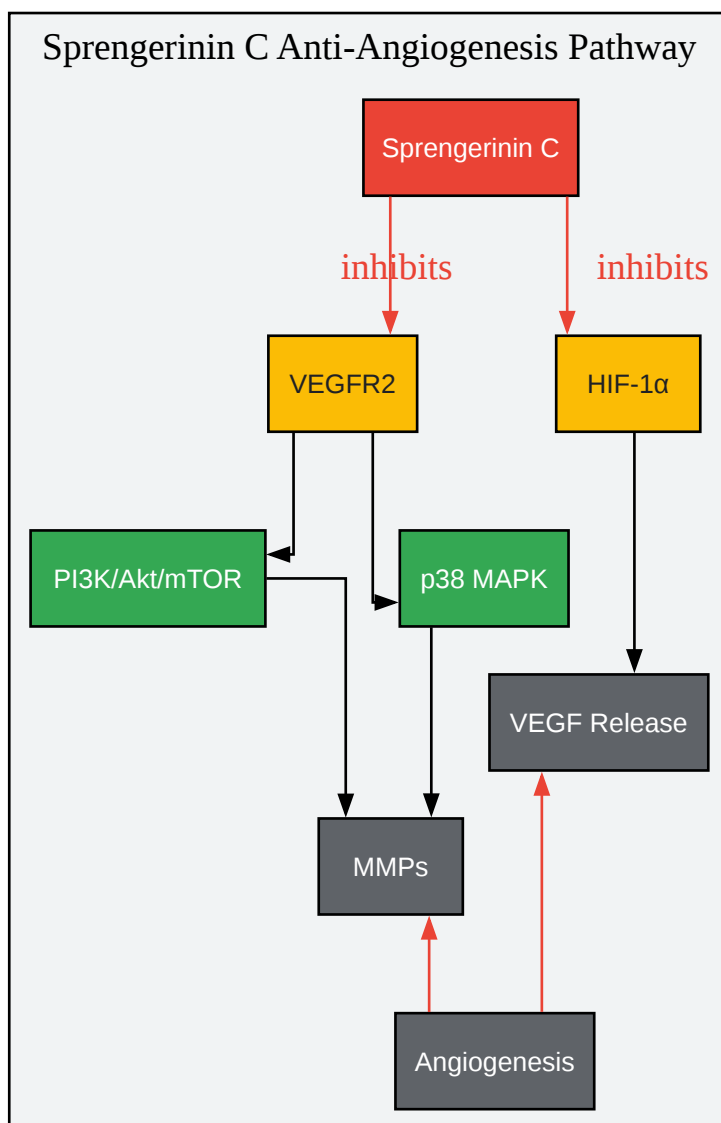 Sprengerinin C Anti-Angiogenesis Pathway
Sprengerinin C
inhibits
inhibits
VEGFR2
HIF-1α
PI3K/Akt/mTOR
p38 MAPK
VEGF Release
MMPs
Angiogenesis